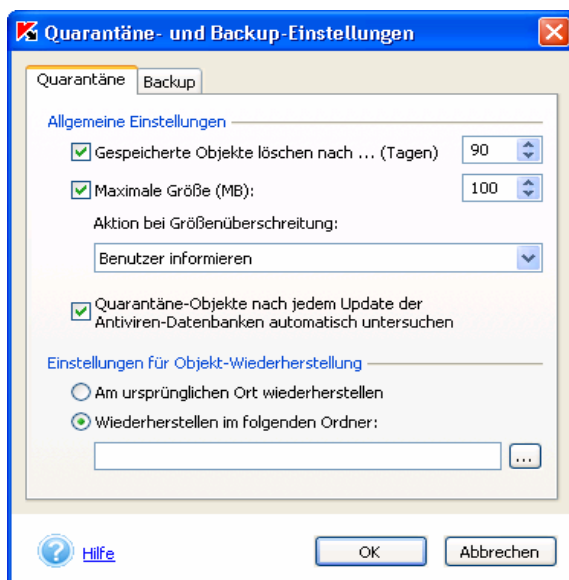 Quarantäne- und Backup-Einstellungen
Quarantäne
Backup
Allgemeine Einstellungen
Gespeicherte Objekte löschen nach ... (Tagen)
90
Maximale Größe (MB):
100
Aktion bei Größenüberschreitung:
Benutzer informieren
Quarantäne-Objekte nach jedem Update der
Antiviren-Datenbanken automatisch untersuchen
Einstellungen für Objekt-Wiederherstellung
Am ursprünglichen Ort wiederherstellen
Wiederherstellen im folgenden Ordner:
...
Hilfe
OK
Abbrechen